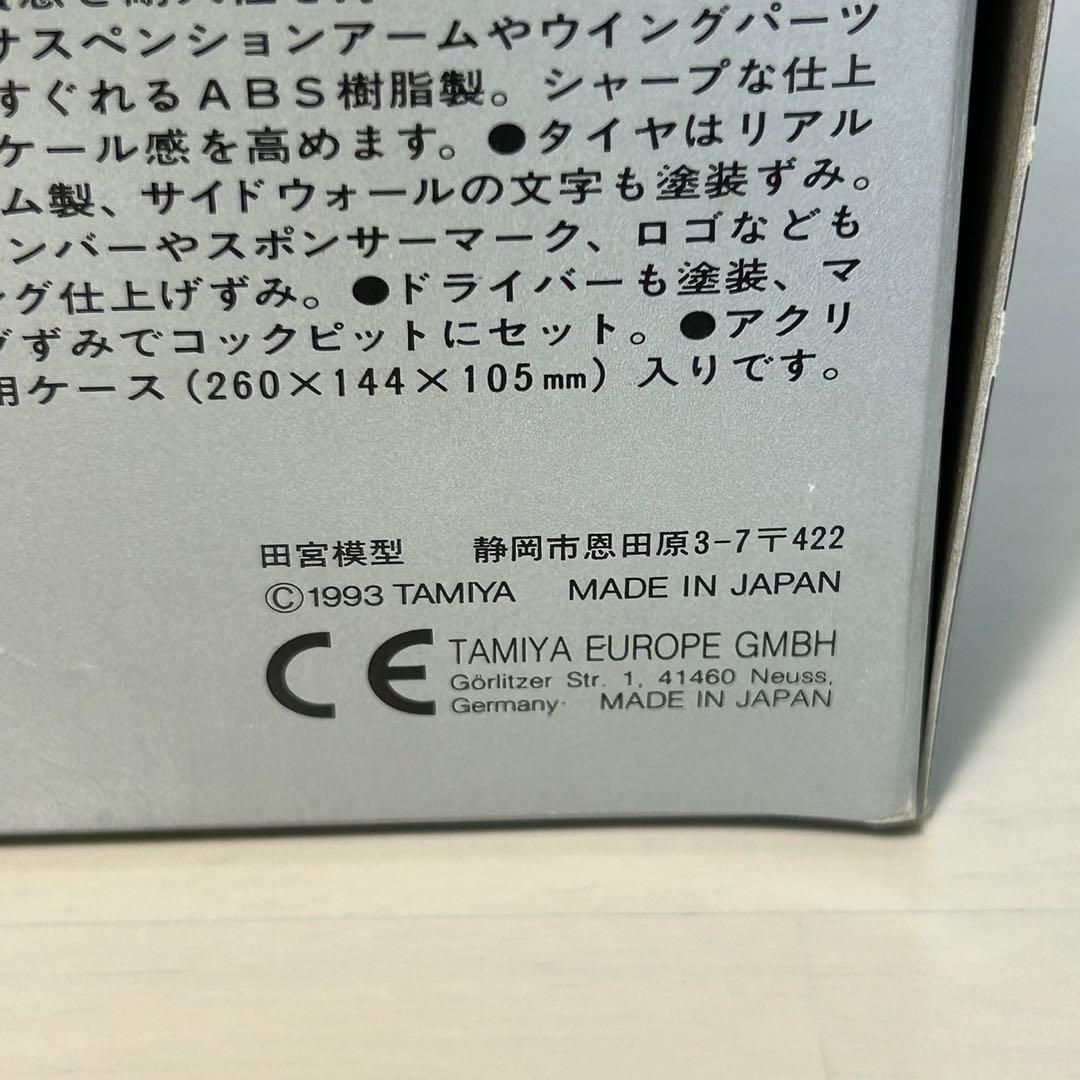 サスペンションアームやウイングパーツ
すぐれるＡＢＳ樹脂製。シャープな仕上
ケール感を高めます。●タイヤはリアル
ム製、サイドウォールの文字も塗装ずみ。
ンバーやスポンサーマーク、ロゴなども
グ仕上げずみ。●ドライバーも塗装、マ
グずみでコックピットにセット。●アクリ
用ケース（260×144×105㎜）入りです。
田宮模型 静岡市恩田原3-7〒422
©1993 TAMIYA MADE IN JAPAN
CE TAMIYA EUROPE GMBH
Görlitzer Str. 1, 41460 Neuss,
Germany· MADE IN JAPAN